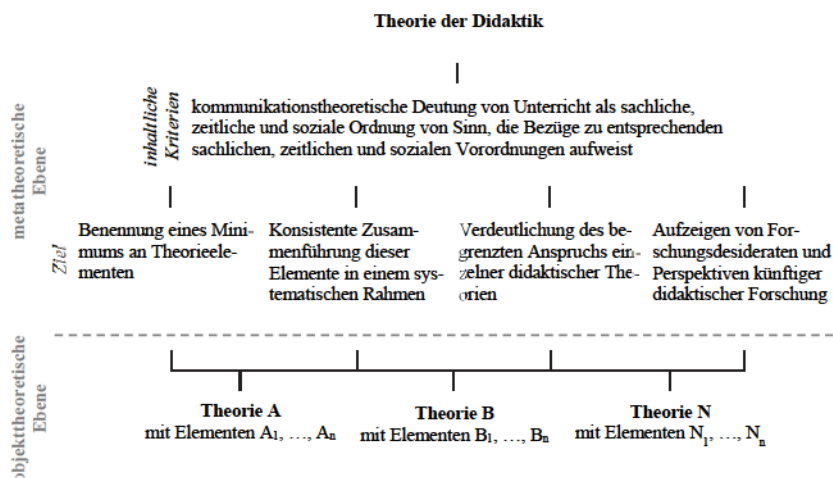 Theorie der Didaktik
metatheoretische
Ebene
inhaltliche
Kriterien
kommunikationstheoretische Deutung von Unterricht als sachliche,
zeitliche und soziale Ordnung von Sinn, die Bezüge zu entsprechenden
sachlichen, zeitlichen und sozialen Vorordnungen aufweist
Ziel
Benennung eines Mini-
mums an Theorieele-
menten
Konsistente Zusam-
menführung dieser
Elemente in einem sys-
tematischen Rahmen
Verdeutlichung des be-
grenzten Anspruchs ein-
zelner didaktischer The-
orien
Aufzeigen von For-
schungsdesideraten und
Perspektiven künftiger
didaktischer Forschung
objekttheoretische
Ebene
Theorie A
mit Elementen A₁, …, Aₙ
Theorie B
mit Elementen B₁, …, Bₙ
Theorie N
mit Elementen N₁, …, Nₙ